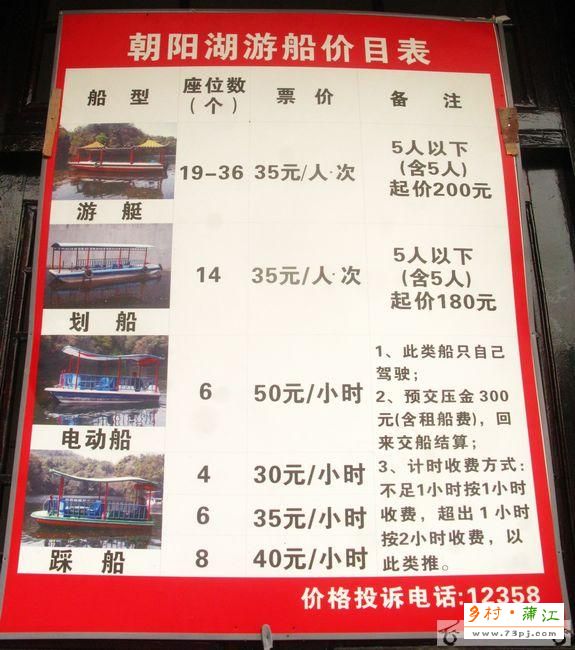 朝阳湖游船价目表
船 型 座位数(个) 票 价 备 注
游 艇 19-36 35元/人·次 5人以下
(含5人)
起价200元
划 船 14 35元/人·次 5人以下
(含5人)
起价180元
电动船 6 50元/小时
踩 船 4 30元/小时
6 35元/小时
8 40元/小时
1、此类船只自己
驾驶;
2、预交压金300
元(含租船费),回
来交船结算;
3、计时收费方式:
不足1小时按1小时
收费,超出1小时
按2小时收费,以
此类推。
价格投诉电话:12358
乡村·蒲江
www.73pj.com